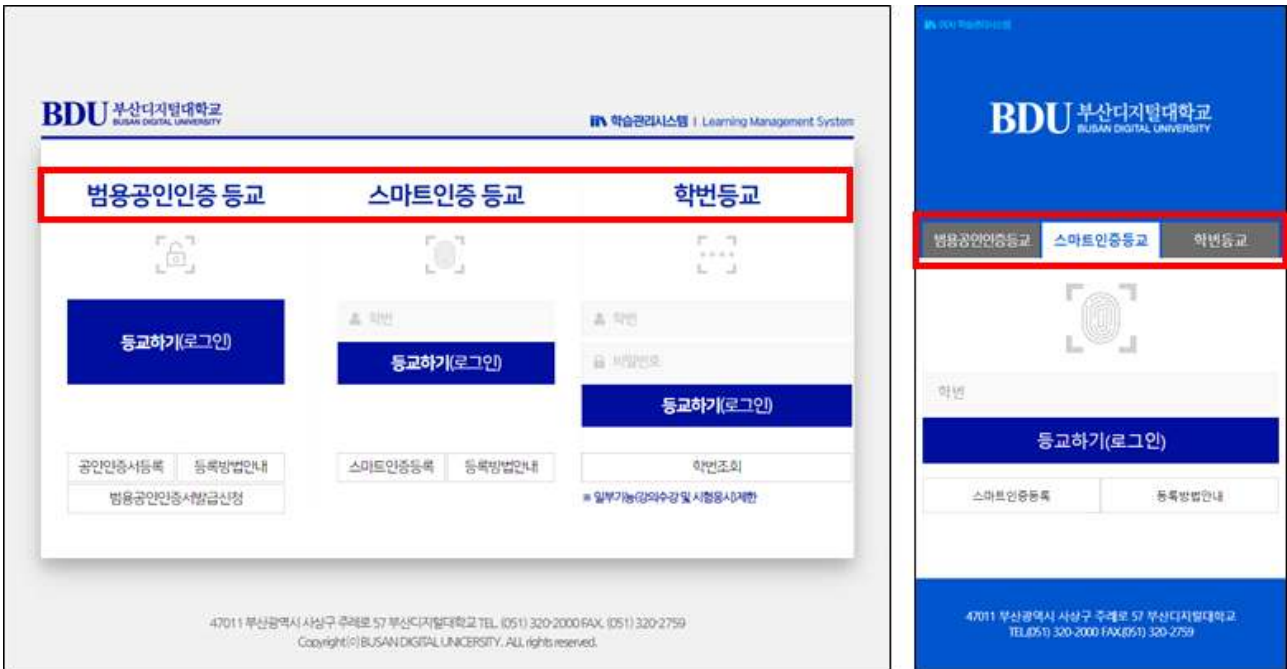 BDU 부산디지털대학교
BUSAN DIGITAL UNIVERSITY
학습관리시스템 | Learning Management System
범용공인인증 등교
스마트인증 등교
학번등교
등교하기(로그인)
학번
등교하기(로그인)
학번
비밀번호
등교하기(로그인)
공인인증서등록
등록방법안내
범용공인인증서발급신청
스마트인증등록
등록방법안내
학번조회
※ 일부기능(강의수강 및 시험응시)제한
47011 부산광역시 사상구 주례로 57 부산디지털대학교 TEL. (051) 320-2000 FAX. (051) 320-2759
Copyright(c) BUSAN DIGITAL UNICERSITY. ALL rights reserved.
BDU 학습관리시스템
BDU 부산디지털대학교
BUSAN DIGITAL UNIVERSITY
범용공인인증등교
스마트인증등교
학번등교
학번
등교하기(로그인)
스마트인증등록
등록방법안내
47011 부산광역시 사상구 주례로 57 부산디지털대학교
TEL.(051) 320-2000 FAX.(051) 320-2759